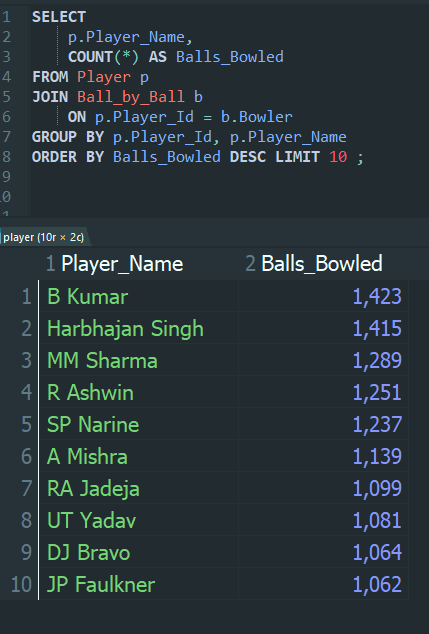 1 SELECT
2 p.Player_Name,
3 COUNT(*) AS Balls_Bowled
4 FROM Player p
5 JOIN Ball_by_Ball b
6 ON p.Player_Id = b.Bowler
7 GROUP BY p.Player_Id, p.Player_Name
8 ORDER BY Balls_Bowled DESC LIMIT 10 ;
9
player (10r × 2c)
1 Player_Name 2 Balls_Bowled
1 B Kumar 1,423
2 Harbhajan Singh 1,415
3 MM Sharma 1,289
4 R Ashwin 1,251
5 SP Narine 1,237
6 A Mishra 1,139
7 RA Jadeja 1,099
8 UT Yadav 1,081
9 DJ Bravo 1,064
10 JP Faulkner 1,062